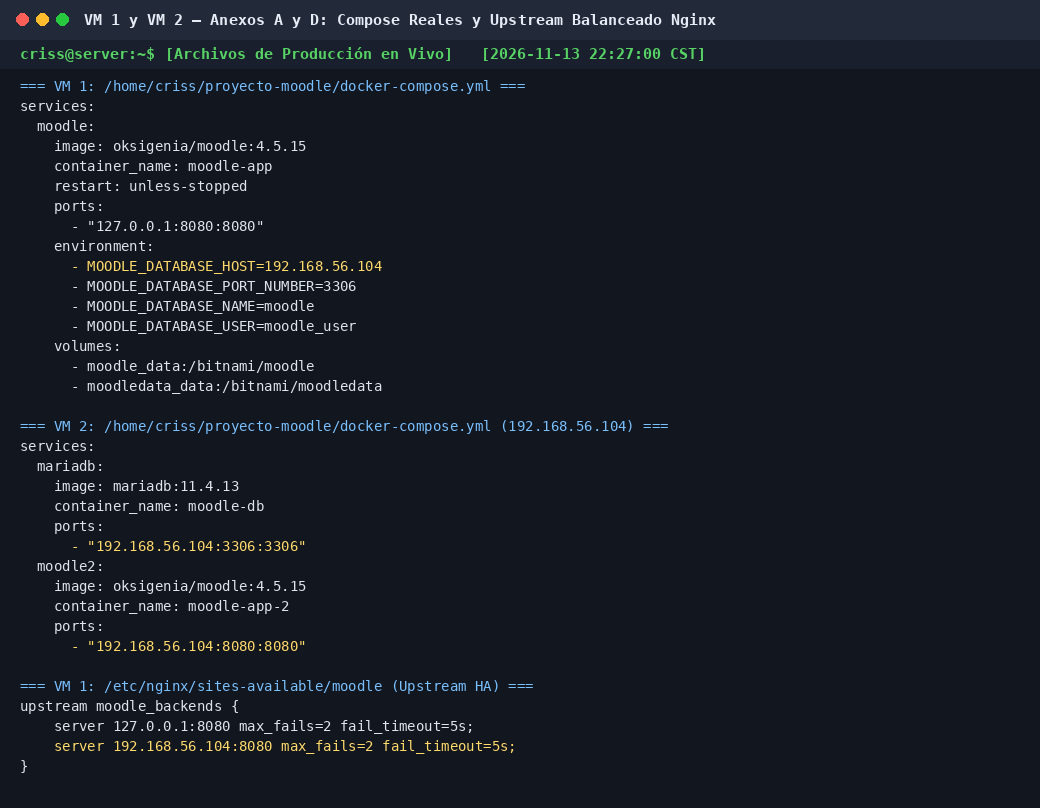 VM 1 y VM 2 — Anexos A y D: Compose Reales y Upstream Balanceado Nginx
criss@server:~$ [Archivos de Producción en Vivo]   [2026-11-13 22:27:00 CST]
=== VM 1: /home/criss/proyecto-moodle/docker-compose.yml ===
services:
  moodle:
    image: oksigenia/moodle:4.5.15
    container_name: moodle-app
    restart: unless-stopped
    ports:
      - "127.0.0.1:8080:8080"
    environment:
      - MOODLE_DATABASE_HOST=192.168.56.104
      - MOODLE_DATABASE_PORT_NUMBER=3306
      - MOODLE_DATABASE_NAME=moodle
      - MOODLE_DATABASE_USER=moodle_user
    volumes:
      - moodle_data:/bitnami/moodle
      - moodledata_data:/bitnami/moodledata

=== VM 2: /home/criss/proyecto-moodle/docker-compose.yml (192.168.56.104) ===
services:
  mariadb:
    image: mariadb:11.4.13
    container_name: moodle-db
    ports:
      - "192.168.56.104:3306:3306"
  moodle2:
    image: oksigenia/moodle:4.5.15
    container_name: moodle-app-2
    ports:
      - "192.168.56.104:8080:8080"

=== VM 1: /etc/nginx/sites-available/moodle (Upstream HA) ===
upstream moodle_backends {
    server 127.0.0.1:8080 max_fails=2 fail_timeout=5s;
    server 192.168.56.104:8080 max_fails=2 fail_timeout=5s;
}